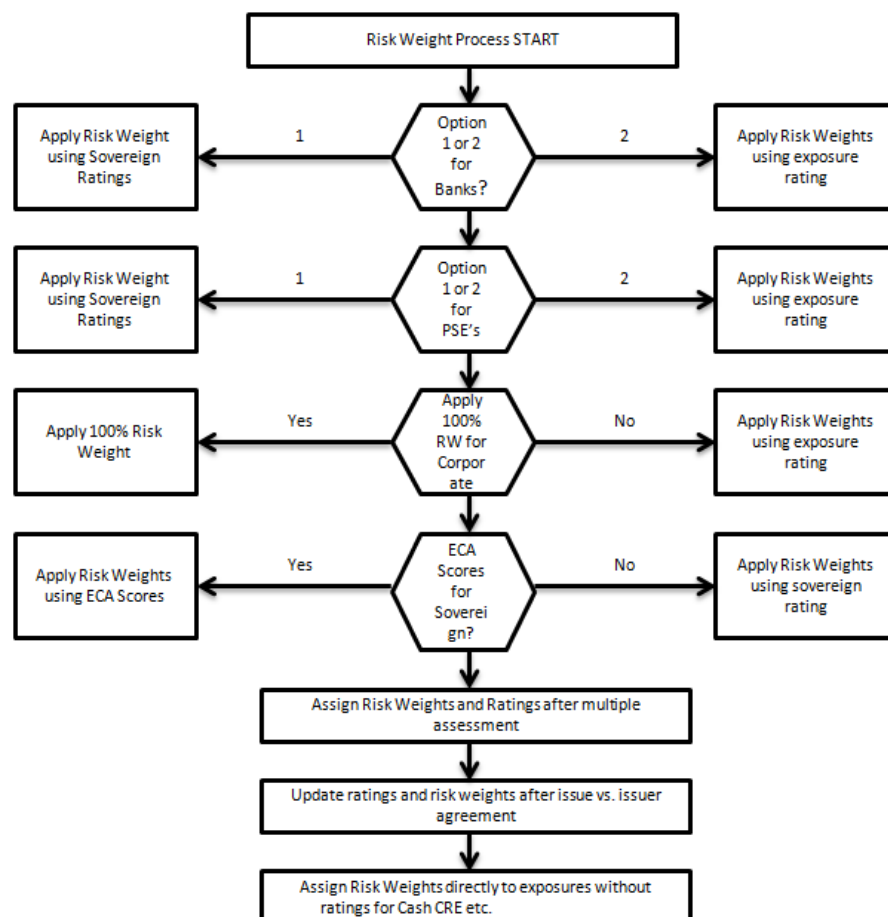 Risk Weight Process START
Apply Risk Weight
using Sovereign
Ratings
1
Option
1 or 2
for
Banks?
2
Apply Risk Weights
using exposure
rating
Apply Risk Weight
using Sovereign
Ratings
1
Option
1 or 2
for
PSE's
2
Apply Risk Weights
using exposure
rating
Apply 100% Risk
Weight
Yes
Apply
100%
RW for
Corpor
ate
No
Apply Risk Weights
using exposure
rating
Apply Risk Weights
using ECA Scores
Yes
ECA
Scores
for
Soverei
gn?
No
Apply Risk Weights
using sovereign
rating
Assign Risk Weights and Ratings after multiple
assessment
Update ratings and risk weights after issue vs. issuer
agreement
Assign Risk Weights directly to exposures without
ratings for Cash CRE etc.